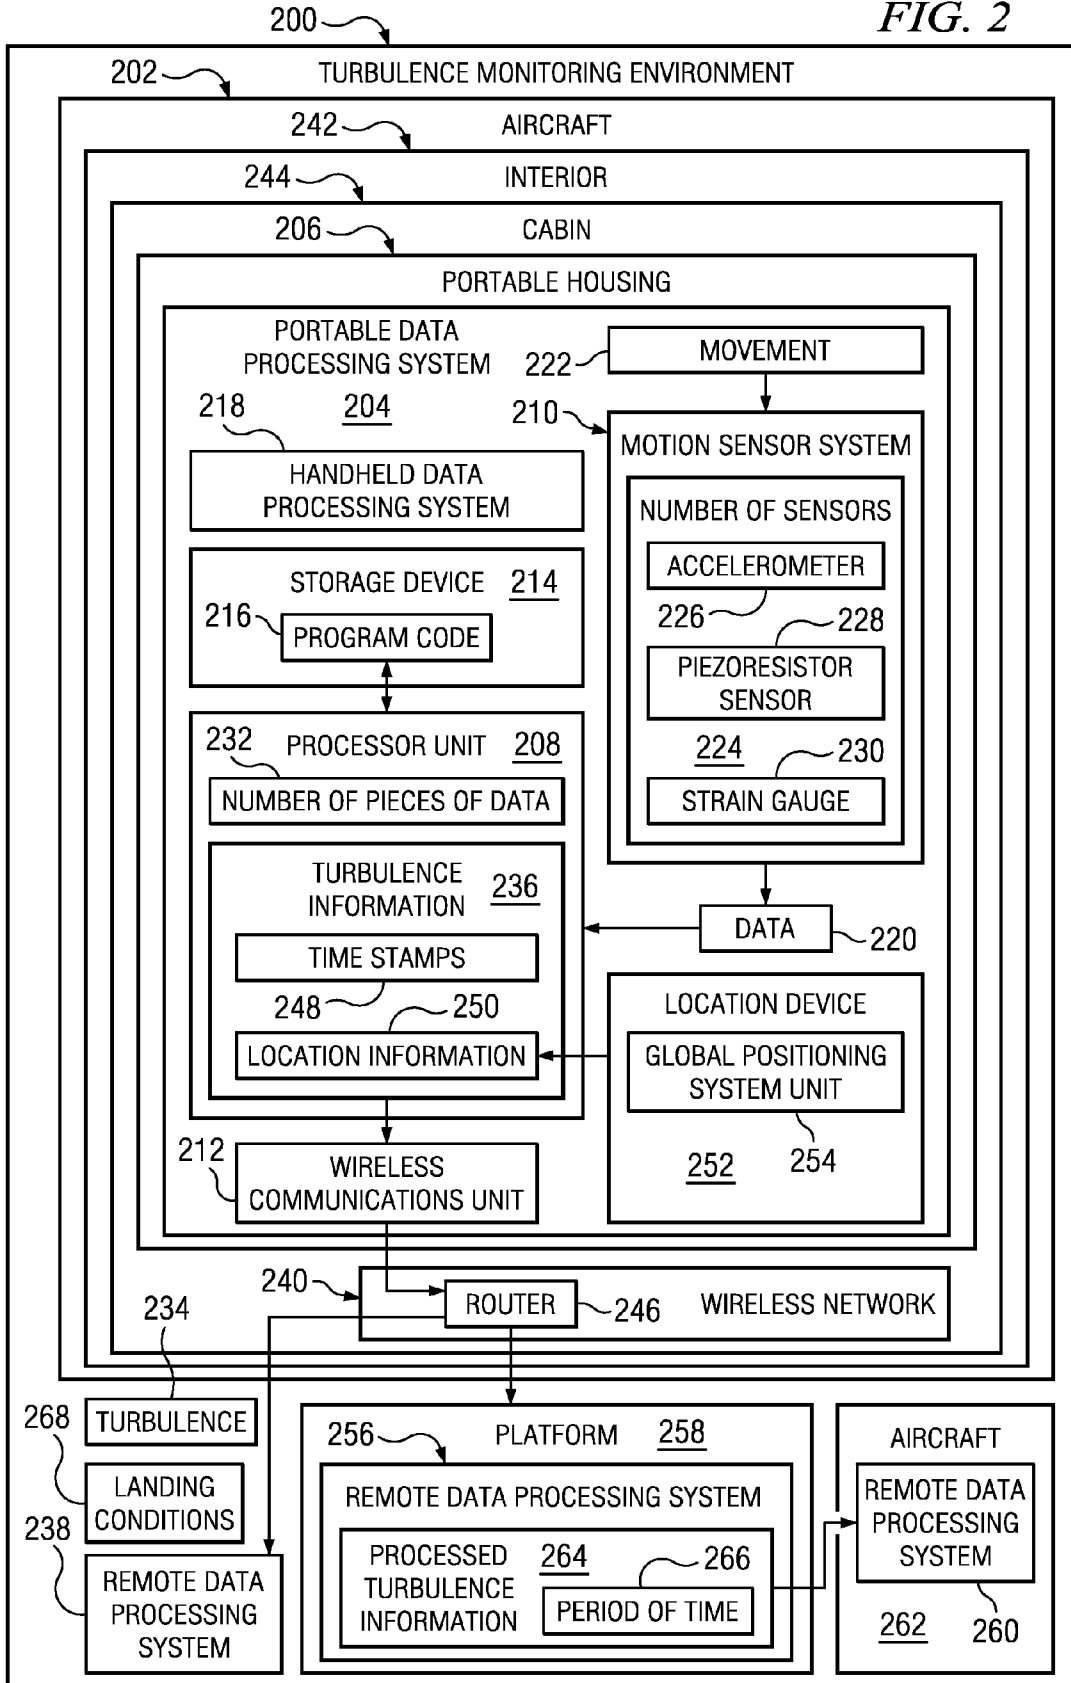 FIG. 2
200
TURBULENCE MONITORING ENVIRONMENT
202
AIRCRAFT
242
INTERIOR
244
CABIN
206
PORTABLE HOUSING
PORTABLE DATA
PROCESSING SYSTEM
204
222
MOVEMENT
218
HANDHELD DATA
PROCESSING SYSTEM
210
MOTION SENSOR SYSTEM
NUMBER OF SENSORS
ACCELEROMETER
226
228
PIEZORESISTOR
SENSOR
224
230
STRAIN GAUGE
STORAGE DEVICE
214
216
PROGRAM CODE
232
PROCESSOR UNIT
208
NUMBER OF PIECES OF DATA
TURBULENCE
INFORMATION
236
TIME STAMPS
248
250
LOCATION INFORMATION
DATA
220
LOCATION DEVICE
GLOBAL POSITIONING
SYSTEM UNIT
252
254
212
WIRELESS
COMMUNICATIONS UNIT
240
ROUTER
246
WIRELESS NETWORK
234
TURBULENCE
268
LANDING
CONDITIONS
238
REMOTE DATA
PROCESSING
SYSTEM
256
PLATFORM
258
REMOTE DATA PROCESSING SYSTEM
PROCESSED
TURBULENCE
INFORMATION
264
266
PERIOD OF TIME
AIRCRAFT
REMOTE DATA
PROCESSING
SYSTEM
262
260